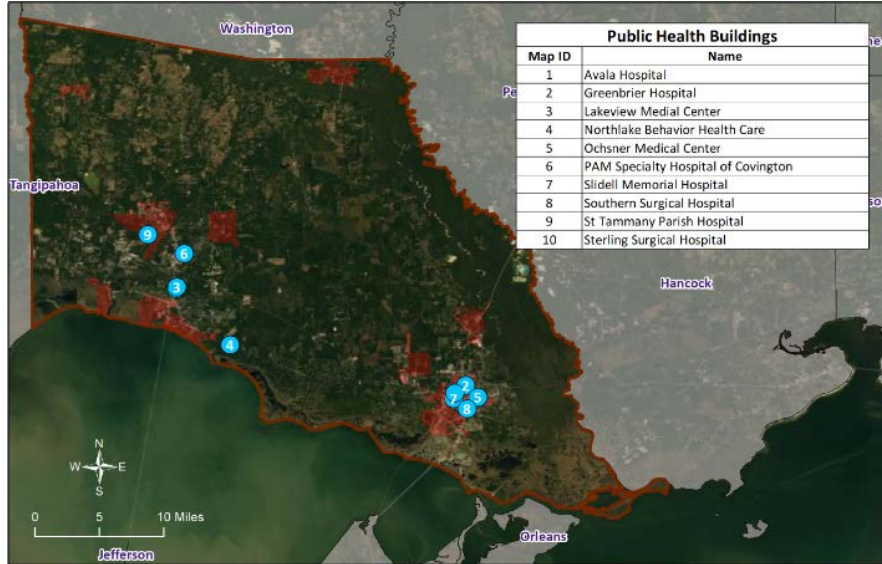 Washington
Public Health Buildings
Map ID Name
1 Avala Hospital
2 Greenbrier Hospital
3 Lakeview Medial Center
4 Northlake Behavior Health Care
5 Ochsner Medical Center
6 PAM Specialty Hospital of Covington
7 Slidell Memorial Hospital
8 Southern Surgical Hospital
9 St Tammany Parish Hospital
10 Sterling Surgical Hospital
Tangipahoa
9
6
3
Hancock
4
2
7 5
8
N
W E
S
0 5 10 Miles
Orleans
Jefferson